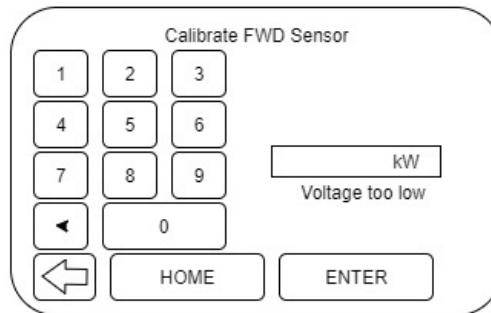 Calibrate FWD Sensor
1 2 3
4 5 6
7 8 9
0
kW
Voltage too low
HOME ENTER